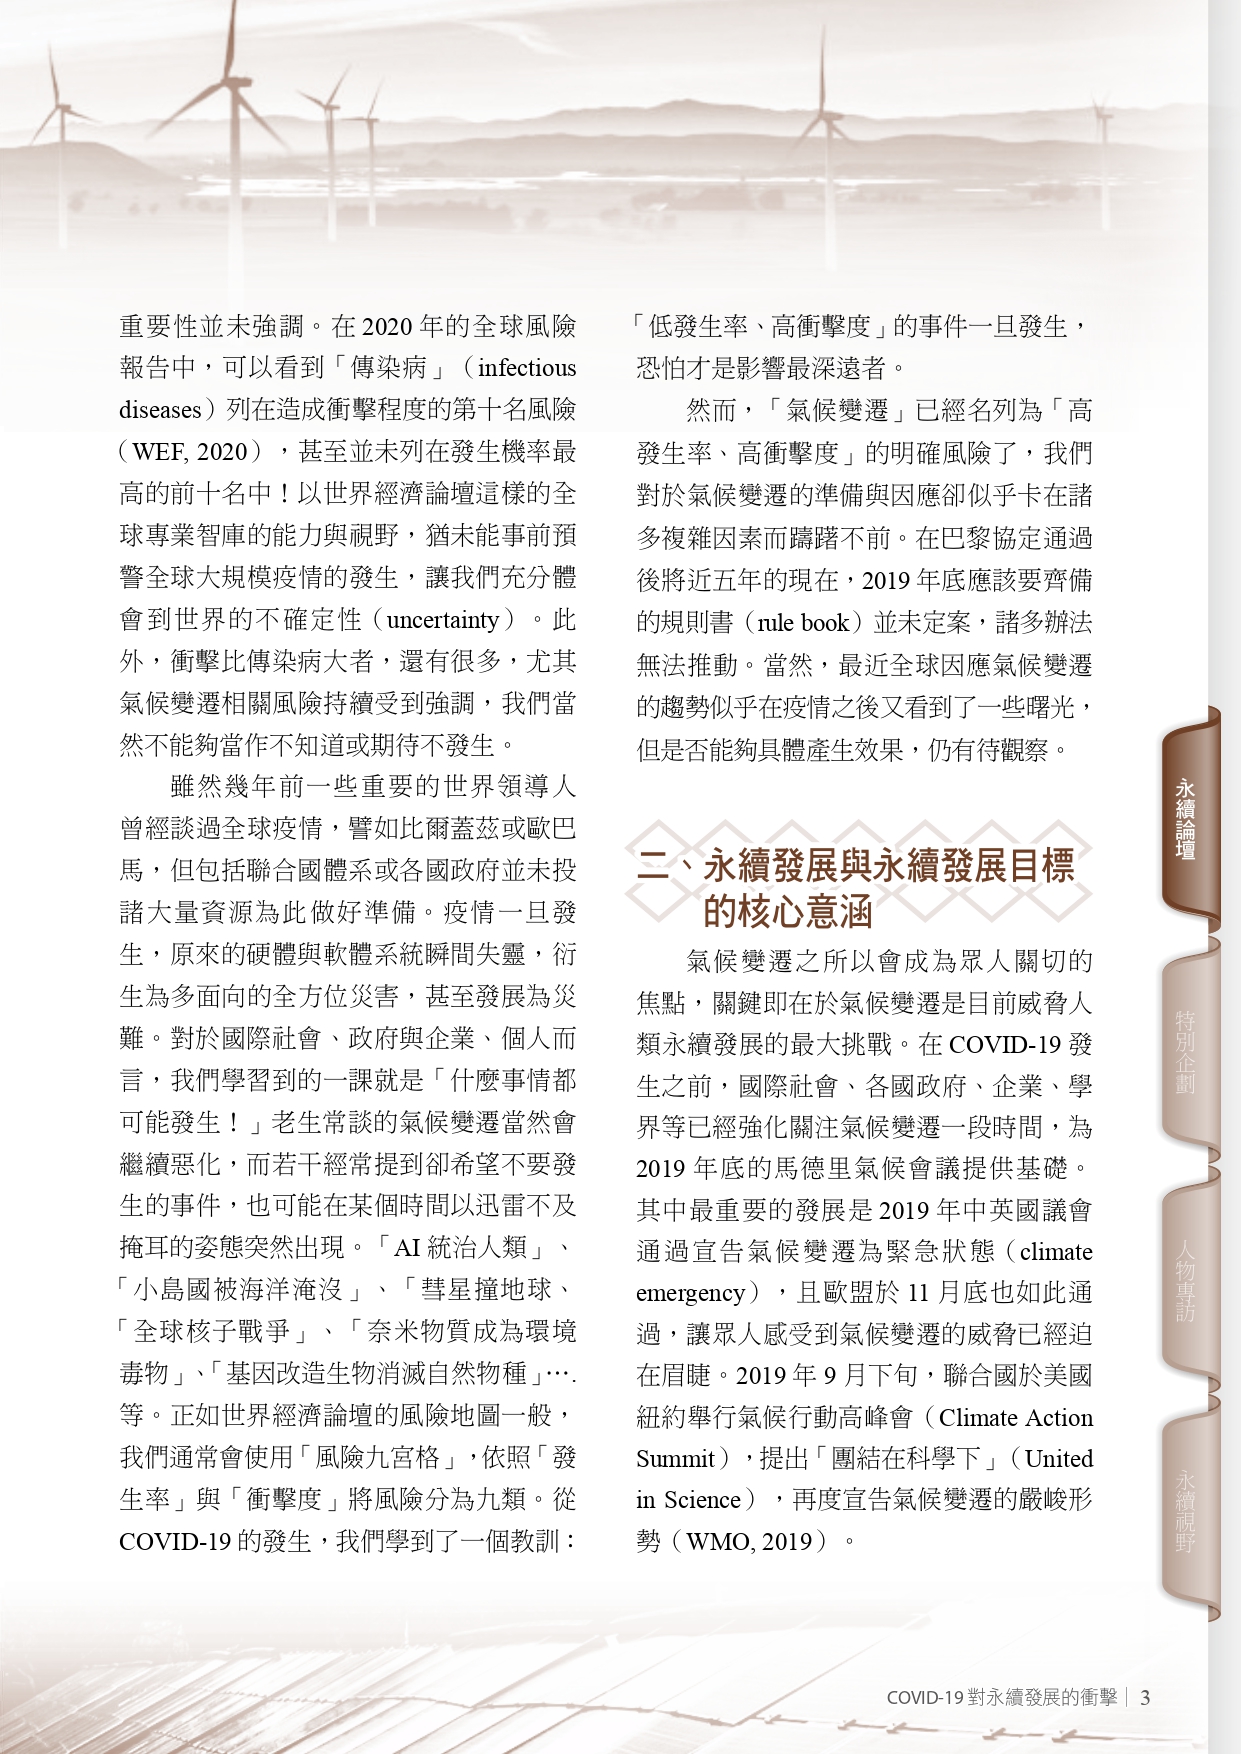 重要性並未強調。在 2020 年的全球風險
報告中，可以看到「傳染病」（infectious
diseases）列在造成衝擊程度的第十名風險
（WEF, 2020），甚至並未列在發生機率最
高的前十名中！以世界經濟論壇這樣的全
球專業智庫的能力與視野，猶未能事前預
警全球大規模疫情的發生，讓我們充分體
會到世界的不確定性（uncertainty）。此
外，衝擊比傳染病大者，還有很多，尤其
氣候變遷相關風險持續受到強調，我們當
然不能夠當作不知道或期待不發生。
雖然幾年前一些重要的世界領導人
曾經談過全球疫情，譬如比爾蓋茲或歐巴
馬，但包括聯合國體系或各國政府並未投
諸大量資源為此做好準備。疫情一旦發
生，原來的硬體與軟體系統瞬間失靈，衍
生為多面向的全方位災害，甚至發展為災
難。對於國際社會、政府與企業、個人而
言，我們學習到的一課就是「什麼事情都
可能發生！」老生常談的氣候變遷當然會
繼續惡化，而若干經常提到卻希望不要發
生的事件，也可能在某個時間以迅雷不及
掩耳的姿態突然出現。「AI 統治人類」、
「小島國被海洋淹沒」、「彗星撞地球、
「全球核子戰爭」、「奈米物質成為環境
毒物」、「基因改造生物消滅自然物種」….
等。正如世界經濟論壇的風險地圖一般，
我們通常會使用「風險九宮格」，依照「發
生率」與「衝擊度」將風險分為九類。從
COVID-19 的發生，我們學到了一個教訓：
「低發生率、高衝擊度」的事件一旦發生，
恐怕才是影響最深遠者。
然而，「氣候變遷」已經名列為「高
發生率、高衝擊度」的明確風險了，我們
對於氣候變遷的準備與因應卻似乎卡在諸
多複雜因素而躊躇不前。在巴黎協定通過
後將近五年的現在，2019 年底應該要齊備
的規則書（rule book）並未定案，諸多辦法
無法推動。當然，最近全球因應氣候變遷
的趨勢似乎在疫情之後又看到了一些曙光，
但是否能夠具體產生效果，仍有待觀察。
二、永續發展與永續發展目標
的核心意涵
氣候變遷之所以會成為眾人關切的
焦點，關鍵即在於氣候變遷是目前威脅人
類永續發展的最大挑戰。在 COVID-19 發
生之前，國際社會、各國政府、企業、學
界等已經強化關注氣候變遷一段時間，為
2019 年底的馬德里氣候會議提供基礎。
其中最重要的發展是 2019 年中英國議會
通過宣告氣候變遷為緊急狀態（climate
emergency），且歐盟於 11 月底也如此通
過，讓眾人感受到氣候變遷的威脅已經迫
在眉睫。2019 年 9 月下旬，聯合國於美國
紐約舉行氣候行動高峰會（Climate Action
Summit），提出「團結在科學下」（United
in Science），再度宣告氣候變遷的嚴峻形
勢（WMO, 2019）。
永續論壇
特別企劃
人物專訪
永續視野
COVID-19 對永續發展的衝擊｜ 3